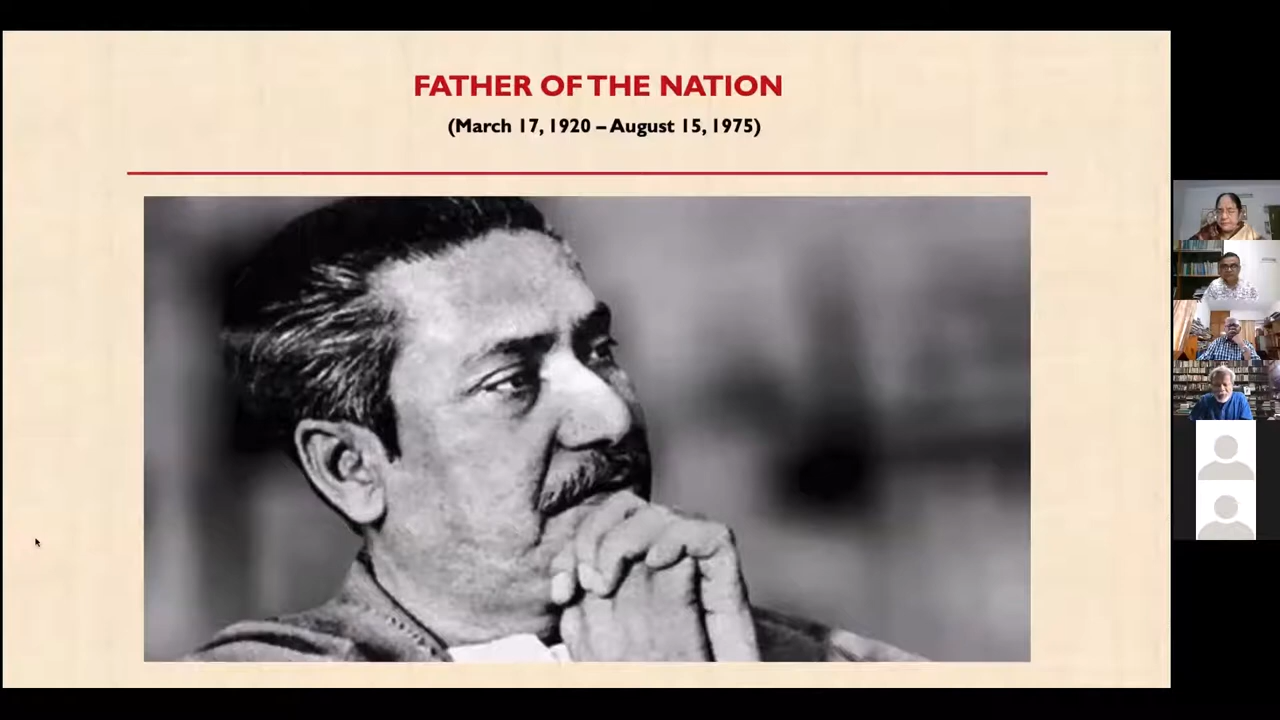 FATHER OF THE NATION
(March 17, 1920 – August 15, 1975)